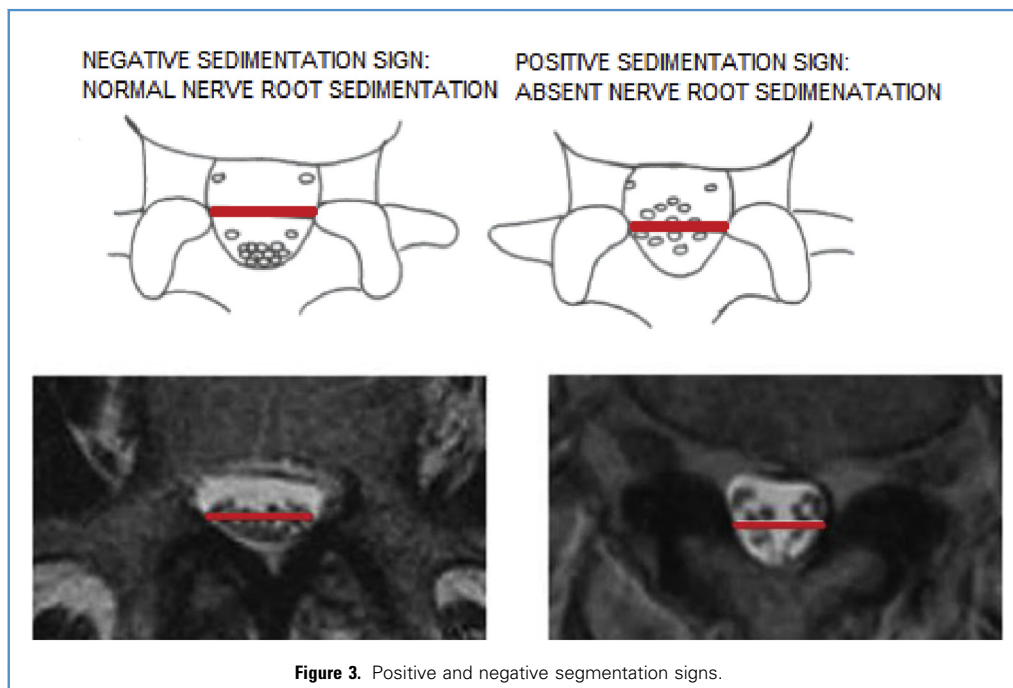 NEGATIVE SEDIMENTATION SIGN:
NORMAL NERVE ROOT SEDIMENTATION
POSITIVE SEDIMENTATION SIGN:
ABSENT NERVE ROOT SEDIMENATATION
Figure 3. Positive and negative segmentation signs.